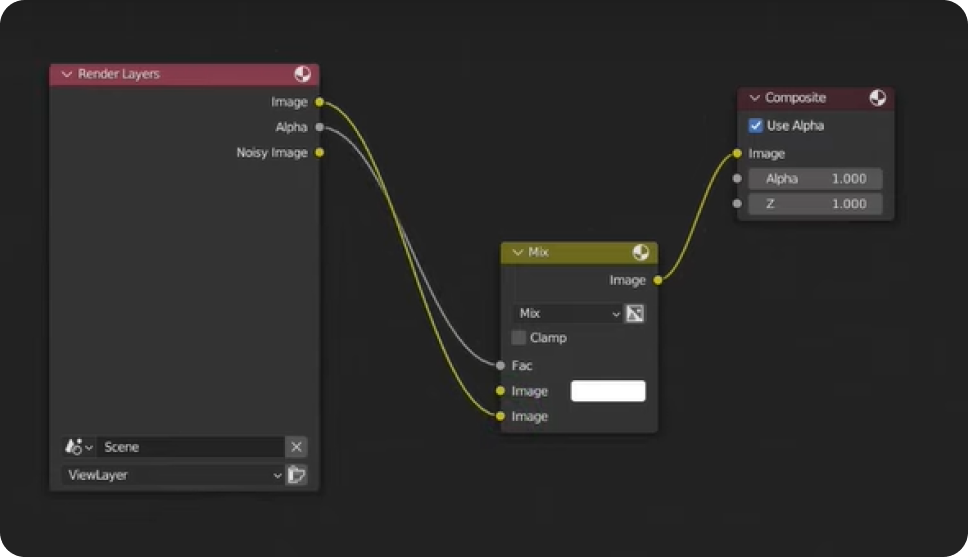 Render Layers
Image
Alpha
Noisy Image
Scene
ViewLayer
Mix
Image
Mix
Clamp
Fac
Image
Image
Composite
Use Alpha
Image
Alpha 1.000
Z 1.000